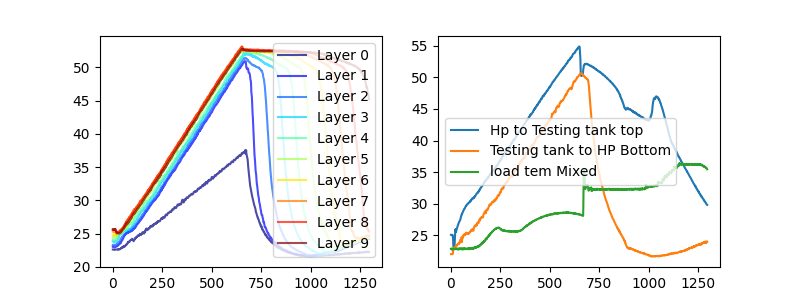 50
45
40
35
30
25
20
0
250
500
750
1000
1250
Layer 0
Layer 1
Layer 2
Layer 3
Layer 4
Layer 5
Layer 6
Layer 7
Layer 8
Layer 9
55
50
45
40
35
30
25
0
250
500
750
1000
1250
Hp to Testing tank top
Testing tank to HP Bottom
load tem Mixed